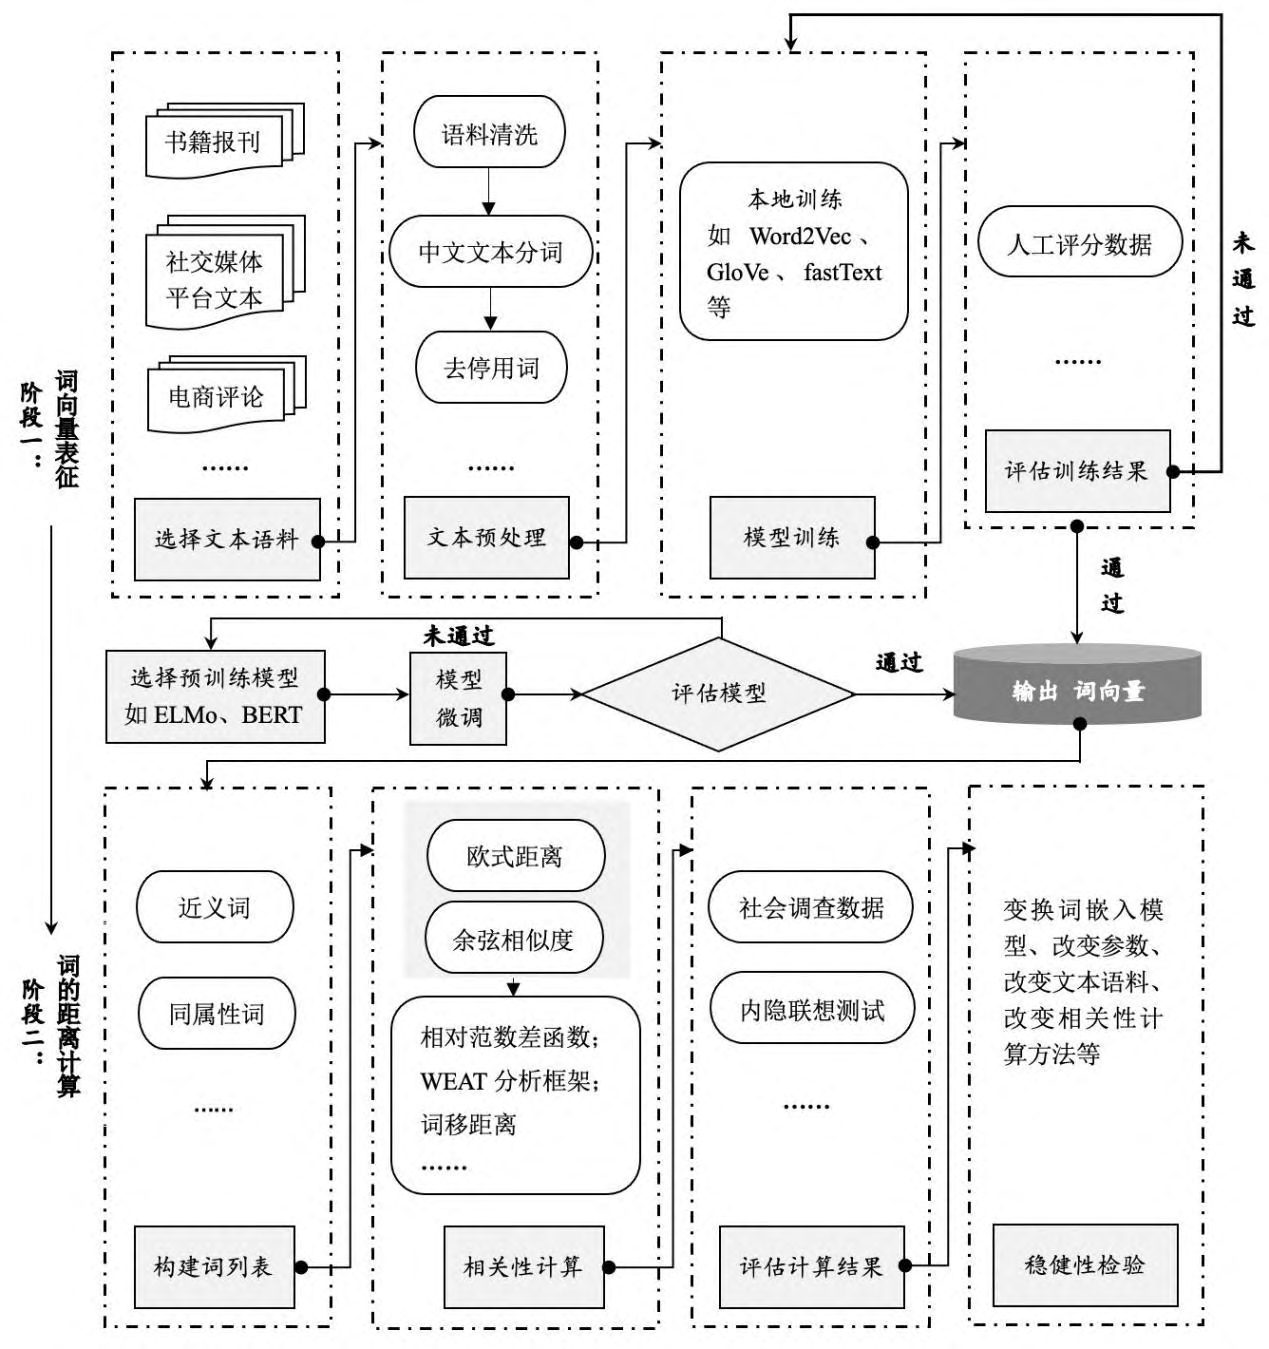 阶段一：
词向量表征
书籍报刊
社交媒体
平台文本
电商评论
……
选择文本语料
语料清洗
中文文本分词
去停用词
……
文本预处理
本地训练
如 Word2Vec、
GloVe、fastText
等
模型训练
人工评分数据
……
评估训练结果
未通过
通过
选择预训练模型
如 ELMo、BERT
模型
微调
未通过
评估模型
通过
输出 词向量
阶段二：
词的距离计算
近义词
同属性词
……
构建词列表
欧式距离
余弦相似度
相对范数差函数；
WEAT 分析框架；
词移距离
……
相关性计算
社会调查数据
内隐联想测试
……
评估计算结果
变换词嵌入模
型、改变参数、
改变文本语料、
改变相关性计
算方法等
稳健性检验